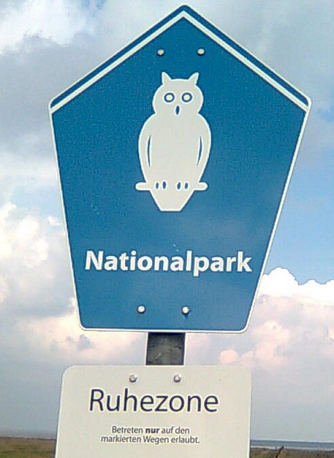 Nationalpark
Ruhezone
Betreten nur auf den
markierten Wegen erlaubt.